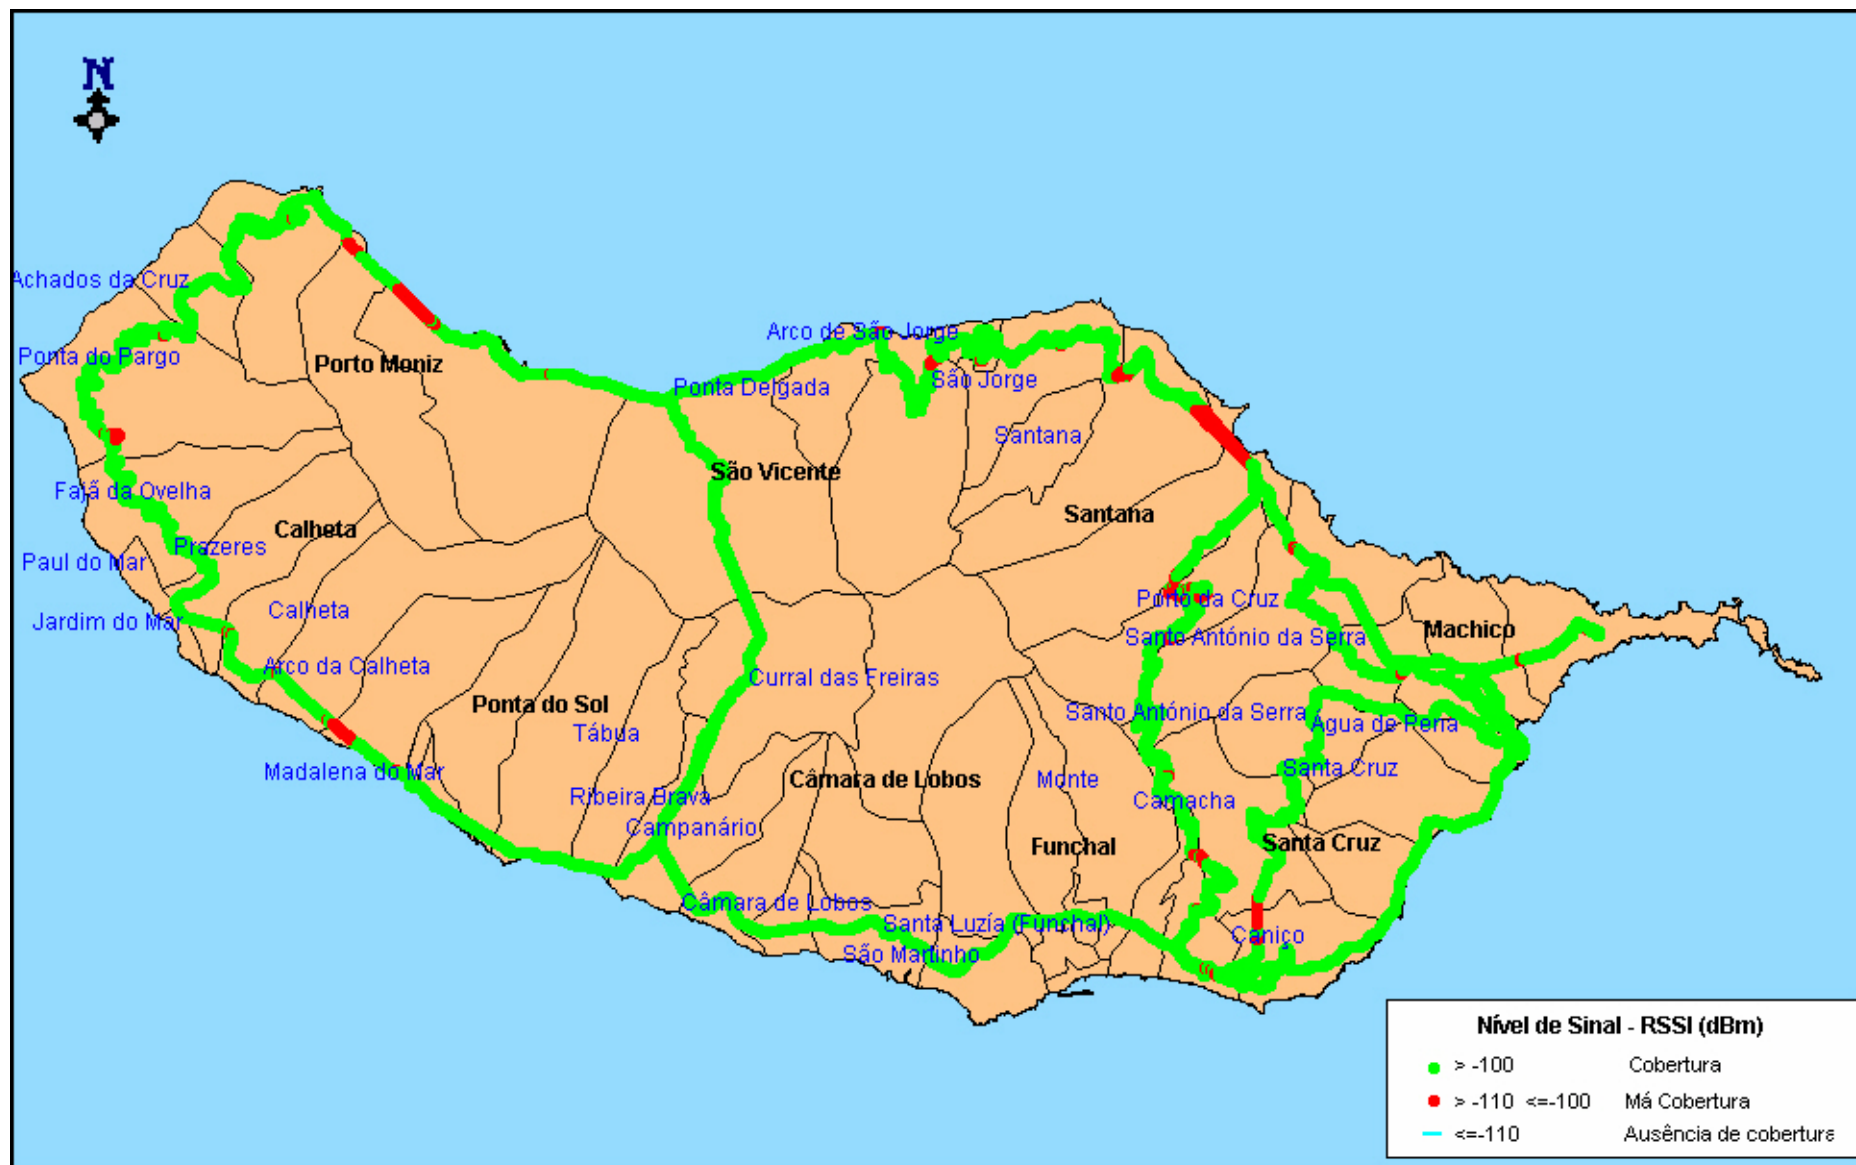 N
Achados da Cruz
Arco de São Jorge
Ponta do Pargo
Porto Moniz
São Jorge
Ponta Delgada
Santana
São Vicente
Fajã da Ovelha
Santana
Calheta
Prazeres
Paul do Mar
Porto da Cruz
Calheta
Jardim do Mar
Machico
Santo António da Serra
Arco da Calheta
Curral das Freiras
Ponta do Sol
Santo António da Serra
Água de Pena
Tábua
Santa Cruz
Madalena do Mar
Câmara de Lobos
Monte
Ribeira Brava
Camacha
Campanário
Funchal
Santa Cruz
Câmara de Lobos
Santa Luzía (Funchal)
Caniço
São Martinho
Nível de Sinal - RSSI (dBm)
> -100 Cobertura
> -110 <=-100 Má Cobertura
<=-110 Ausência de cobertura